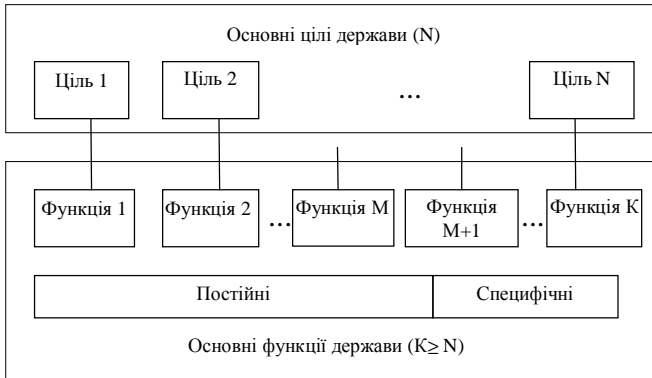 Основні цілі держави (N)
Ціль 1
Ціль 2
...
Ціль N
Функція 1
Функція 2
...
Функція M
Функція
M+1
...
Функція К
Постійні
Специфічні
Основні функції держави (К≥ N)